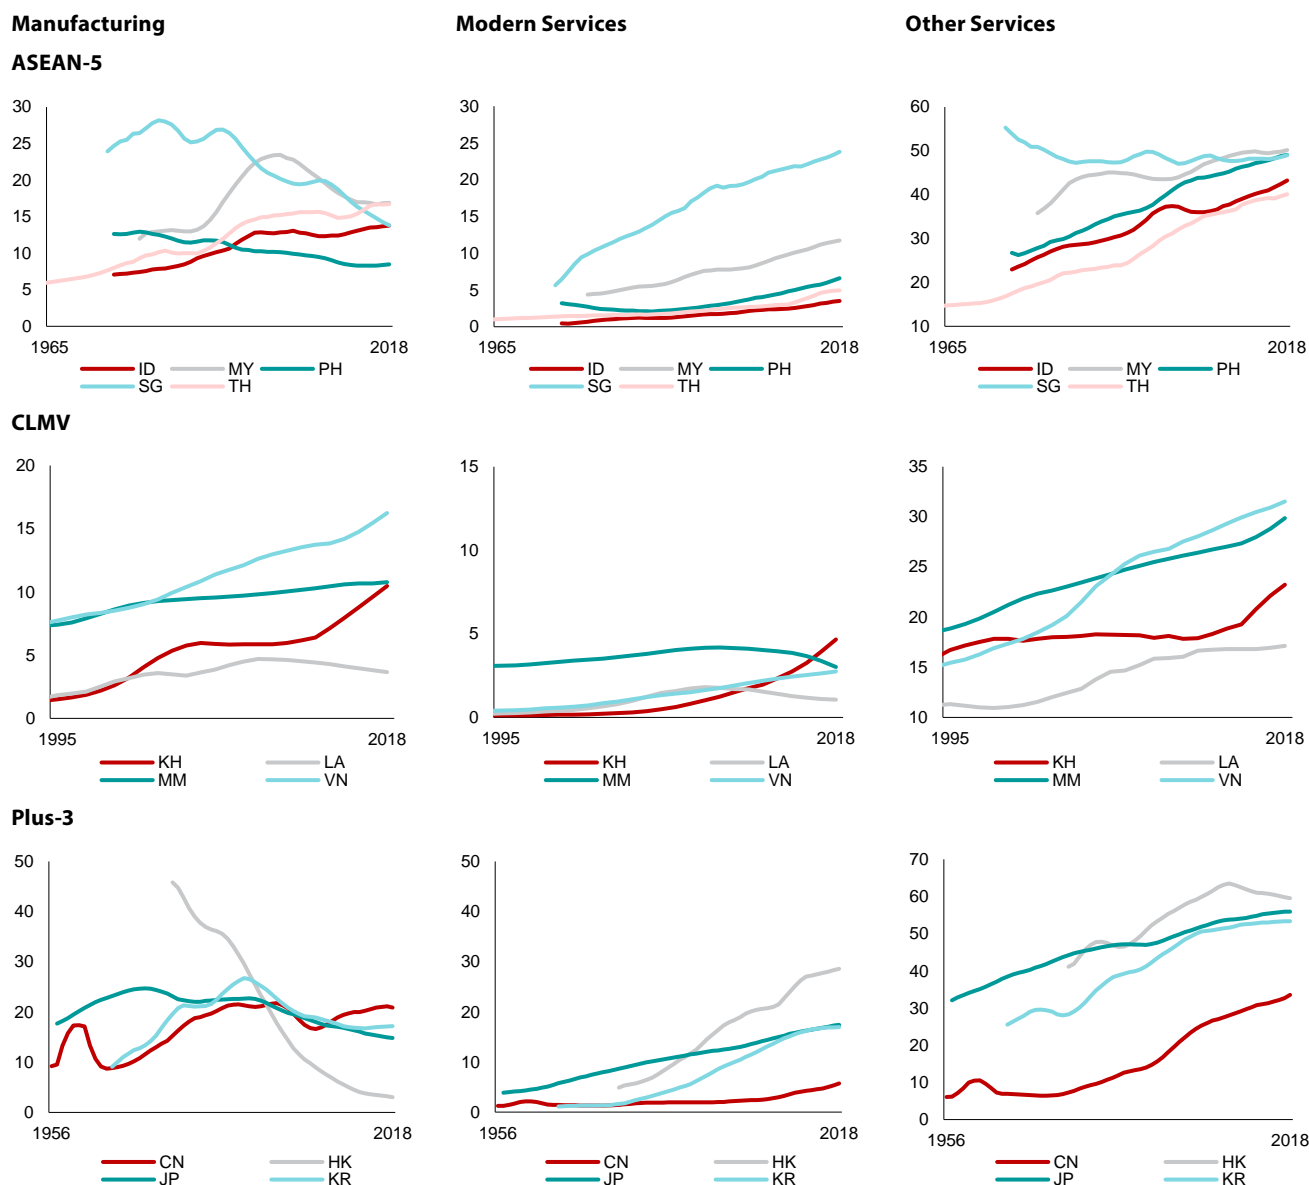 Manufacturing
Modern Services
Other Services
ASEAN-5
30
25
20
15
10
5
0
1965
2018
ID
MY
PH
SG
TH
30
25
20
15
10
5
0
1965
2018
ID
MY
PH
SG
TH
60
50
40
30
20
10
1965
2018
ID
MY
PH
SG
TH
CLMV
20
15
10
5
0
1995
2018
KH
LA
MM
VN
15
10
5
0
1995
2018
KH
LA
MM
VN
35
30
25
20
15
10
1995
2018
KH
LA
MM
VN
Plus-3
50
40
30
20
10
0
1956
2018
CN
HK
JP
KR
50
40
30
20
10
0
1956
2018
CN
HK
JP
KR
70
60
50
40
30
20
10
0
1956
2018
CN
HK
JP
KR